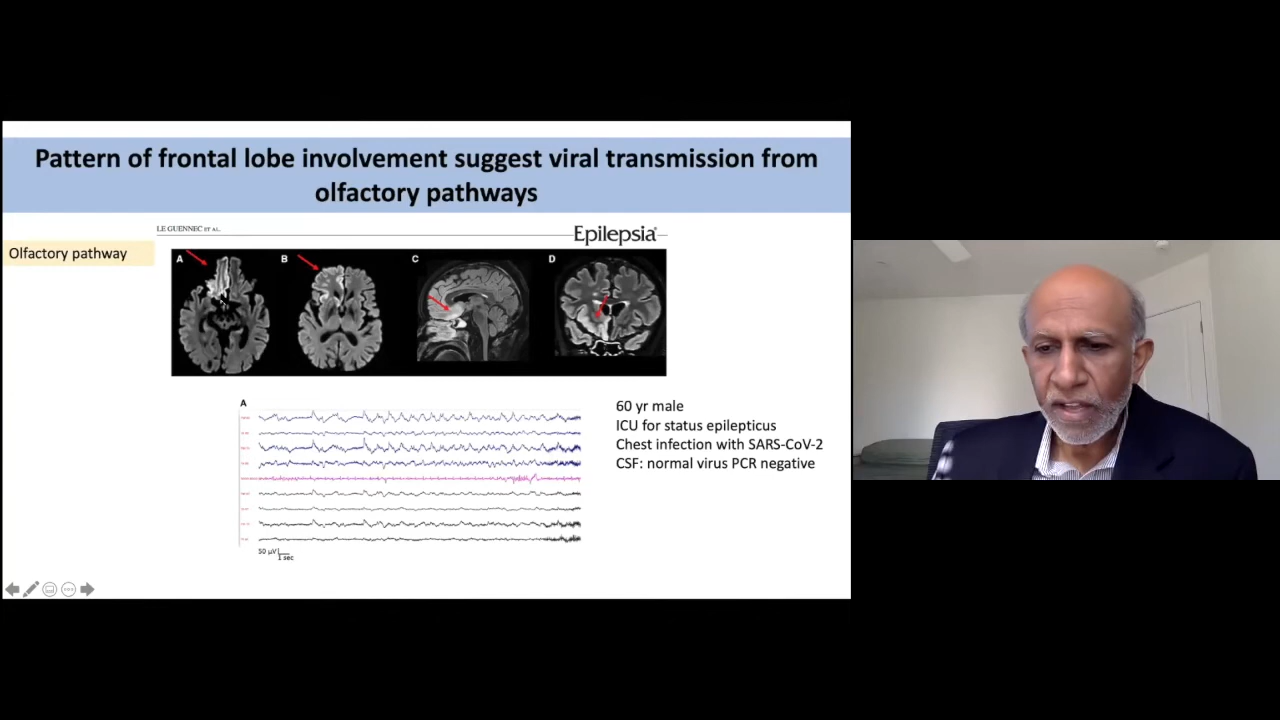 Pattern of frontal lobe involvement suggest viral transmission from
olfactory pathways
LE GUENNEC ET AL.
Epilepsia
Olfactory pathway
A
B
C
D
A
60 yr male
ICU for status epilepticus
Chest infection with SARS-CoV-2
CSF: normal virus PCR negative
50 µV
1 sec